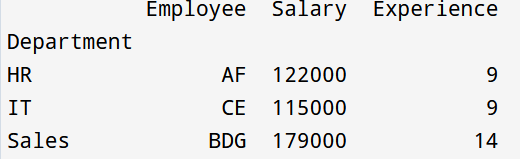 Employee Salary Experience
Department
HR AF 122000 9
IT CE 115000 9
Sales BDG 179000 14